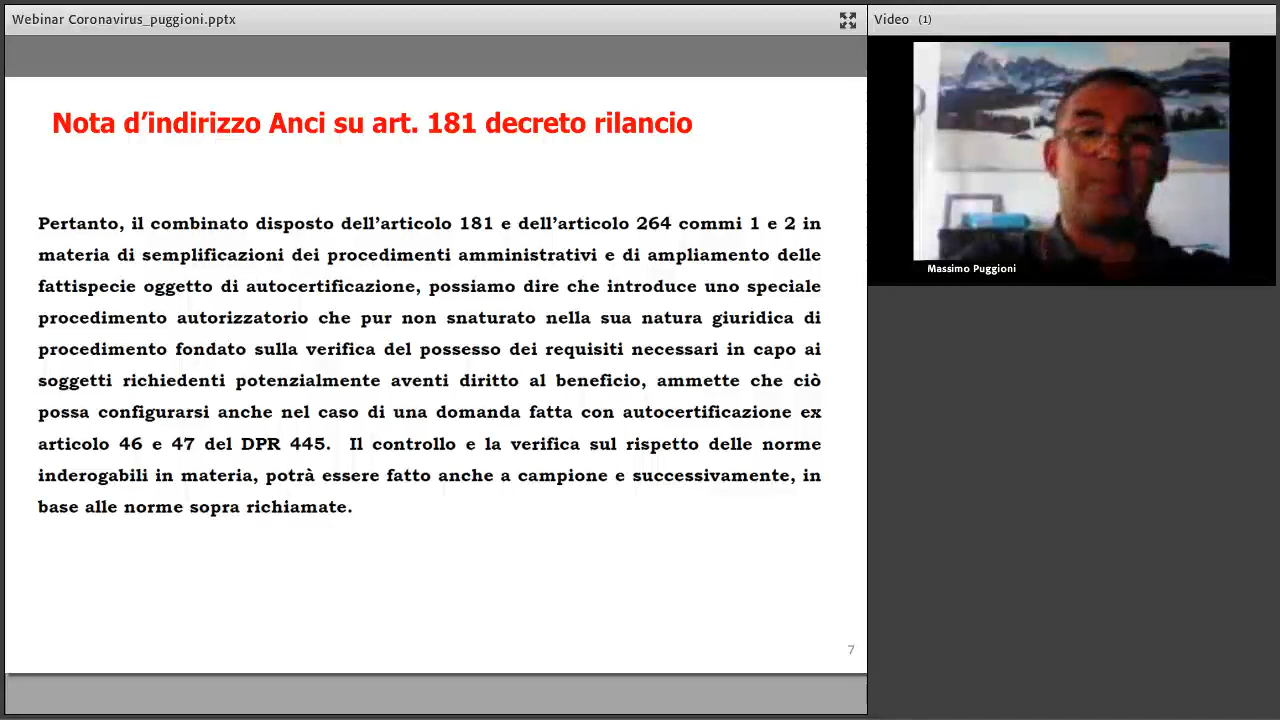 Webinar Coronavirus_puggioni.pptx
Video (1)
Nota d’indirizzo Anci su art. 181 decreto rilancio
Pertanto, il combinato disposto dell’articolo 181 e dell’articolo 264 commi 1 e 2 in
materia di semplificazioni dei procedimenti amministrativi e di ampliamento delle
fattispecie oggetto di autocertificazione, possiamo dire che introduce uno speciale
procedimento autorizzatorio che pur non snaturato nella sua natura giuridica di
procedimento fondato sulla verifica del possesso dei requisiti necessari in capo ai
soggetti richiedenti potenzialmente aventi diritto al beneficio, ammette che ciò
possa configurarsi anche nel caso di una domanda fatta con autocertificazione ex
articolo 46 e 47 del DPR 445. Il controllo e la verifica sul rispetto delle norme
inderogabili in materia, potrà essere fatto anche a campione e successivamente, in
base alle norme sopra richiamate.
7
Massimo Puggioni